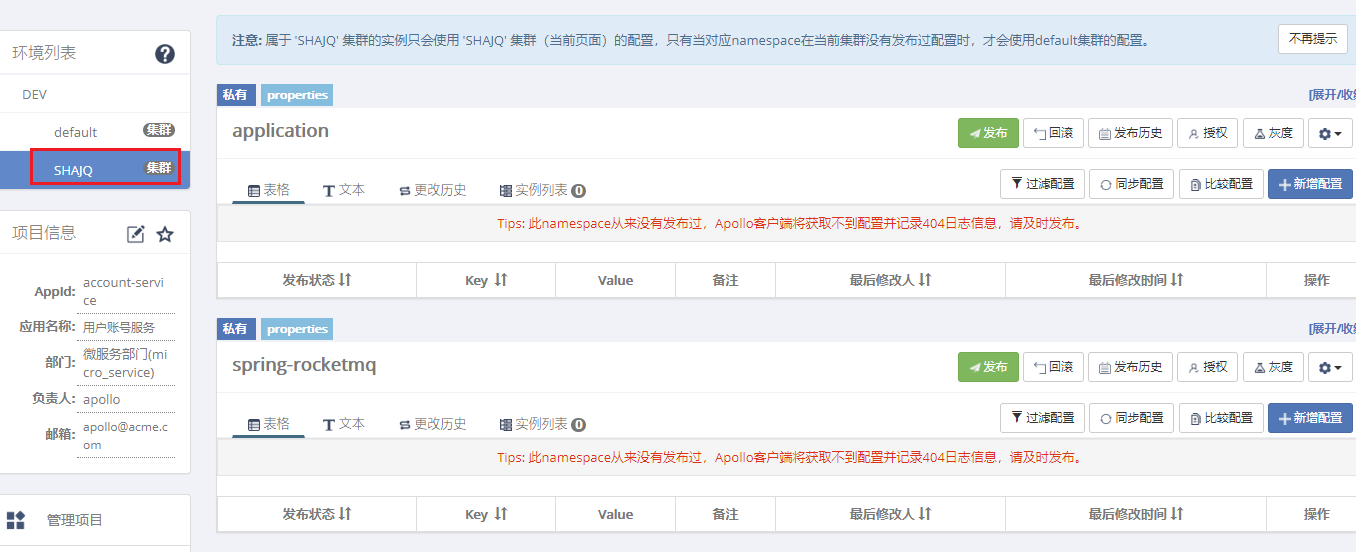 环境列表
DEV
default 集群
SHAJQ 集群
项目信息
AppId: account-servi
ce
应用名称: 用户账号服务
部门: 微服务部门(mi
cro_service)
负责人: apollo
邮箱: apollo@acme.c
om
管理项目
注意: 属于 'SHAJQ' 集群的实例只会使用 'SHAJQ' 集群（当前页面）的配置，只有当对应namespace在当前集群没有发布过配置时，才会使用default集群的配置。 不再提示
私有 properties [展开/收
application 发布 回滚 发布历史 授权 灰度
表格 文本 更改历史 实例列表 0 过滤配置 同步配置 比较配置 新增配置
Tips: 此namespace从来没有发布过，Apollo客户端将获取不到配置并记录404日志信息，请及时发布。
发布状态 Key Value 备注 最后修改人 最后修改时间 操作
私有 properties [展开/收
spring-rocketmq 发布 回滚 发布历史 授权 灰度
表格 文本 更改历史 实例列表 0 过滤配置 同步配置 比较配置 新增配置
Tips: 此namespace从来没有发布过，Apollo客户端将获取不到配置并记录404日志信息，请及时发布。
发布状态 Key Value 备注 最后修改人 最后修改时间 操作